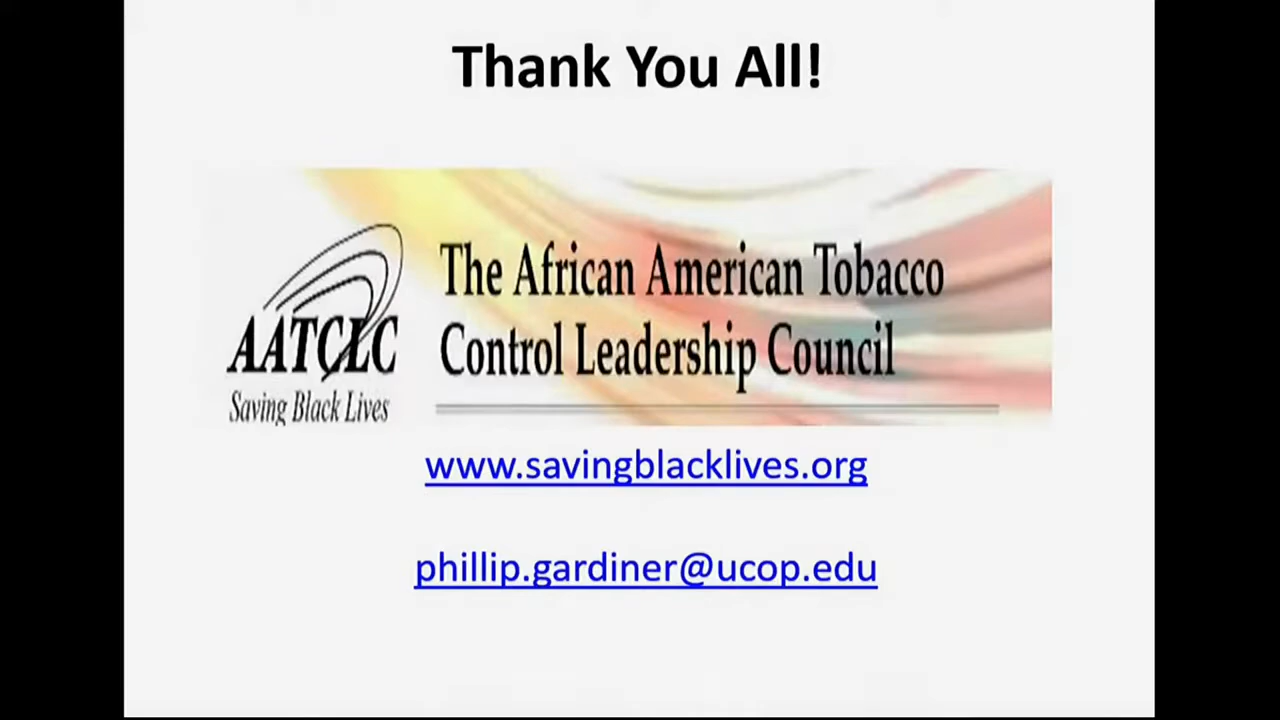 Thank You All!
AATCLC
Saving Black Lives
The African American Tobacco
Control Leadership Council
www.savingblacklives.org
phillip.gardiner@ucop.edu